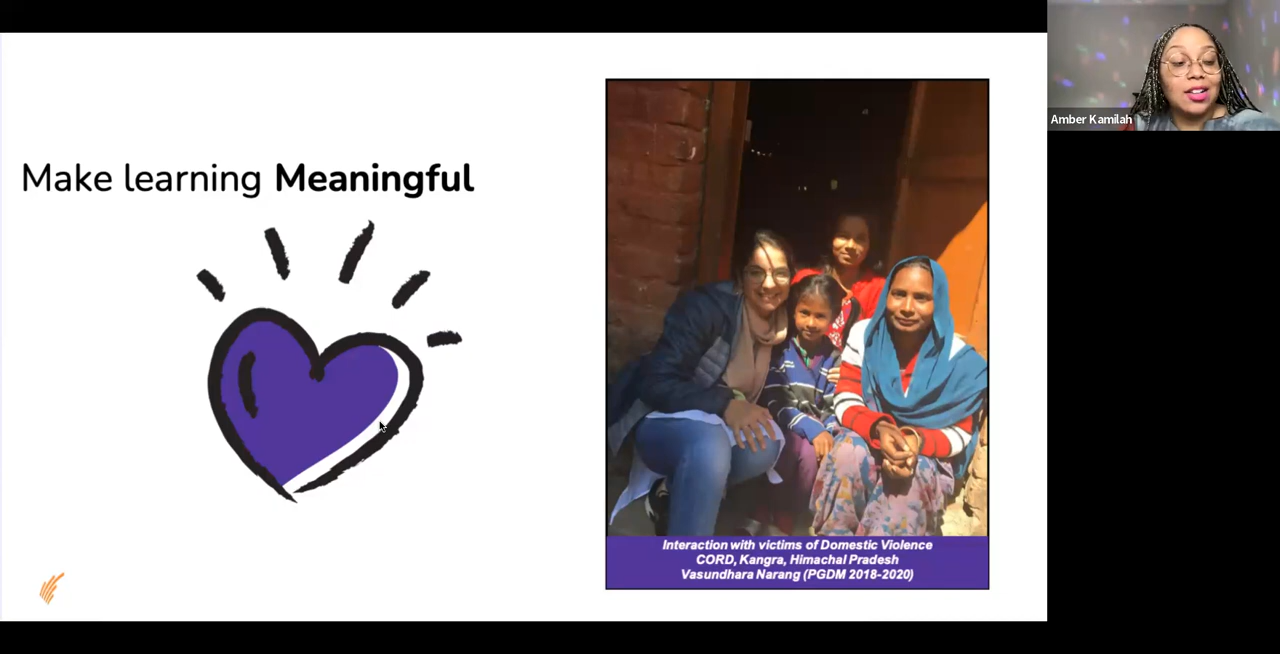 Make learning Meaningful
Amber Kamilah
Interaction with victims of Domestic Violence
CORD, Kangra, Himachal Pradesh
Vasundhara Narang (PGDM 2018-2020)